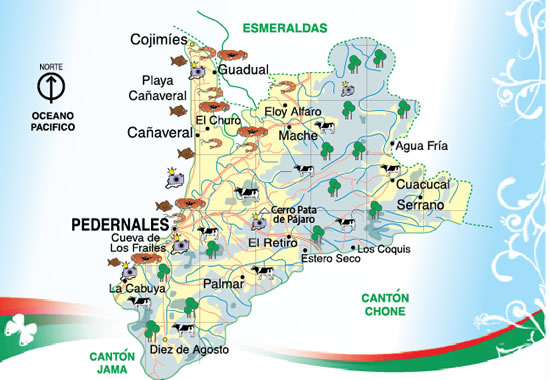 ESMERALDAS
Cojimíes
NORTE
Guadual
Playa
Cañaveral
OCEANO
PACIFICO
El Churo
Eloy Alfaro
Cañaveral
Mache
Agua Fría
Cuacucal
Serrano
PEDERNALES
Cerro Pata
de Pájaro
Cueva de
Los Frailes
El Retiro
Los Coquis
Estero Seco
La Cabuya
Palmar
CANTÓN
CHONE
Diez de Agosto
CANTÓN
JAMA